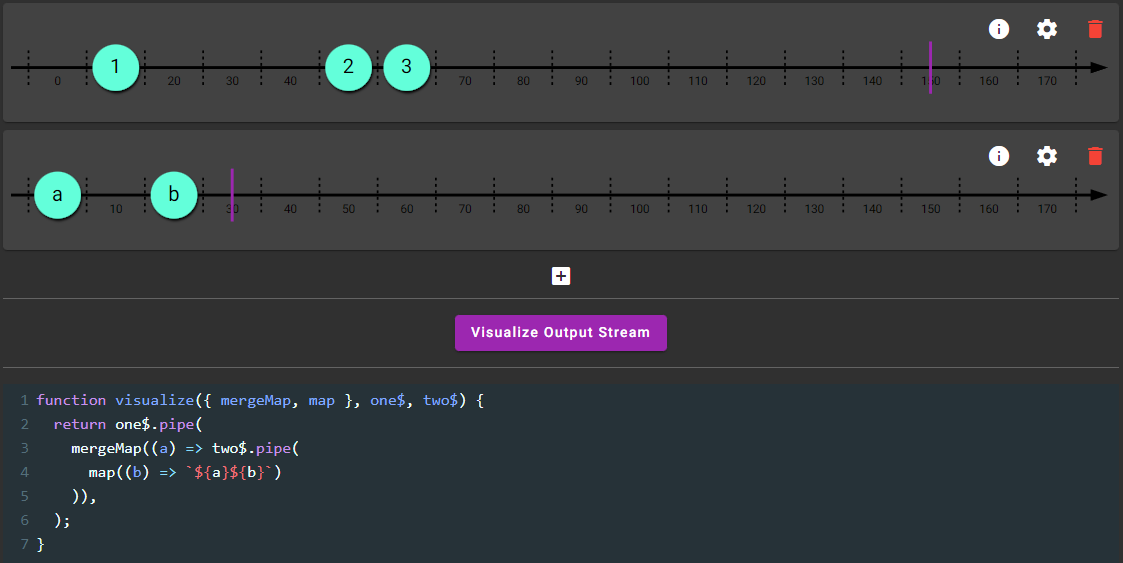 1
2
3
0 20 30 40 70 80 90 100 110 120 130 140 150 160 170
a
b
10 30 40 50 60 70 80 90 100 110 120 130 140 150 160 170
Visualize Output Stream
1 function visualize({ mergeMap, map }, one$, two$) {
2 return one$.pipe(
3 mergeMap((a) => two$.pipe(
4 map((b) => `${a}${b}`)
5 )),
6 );
7 }